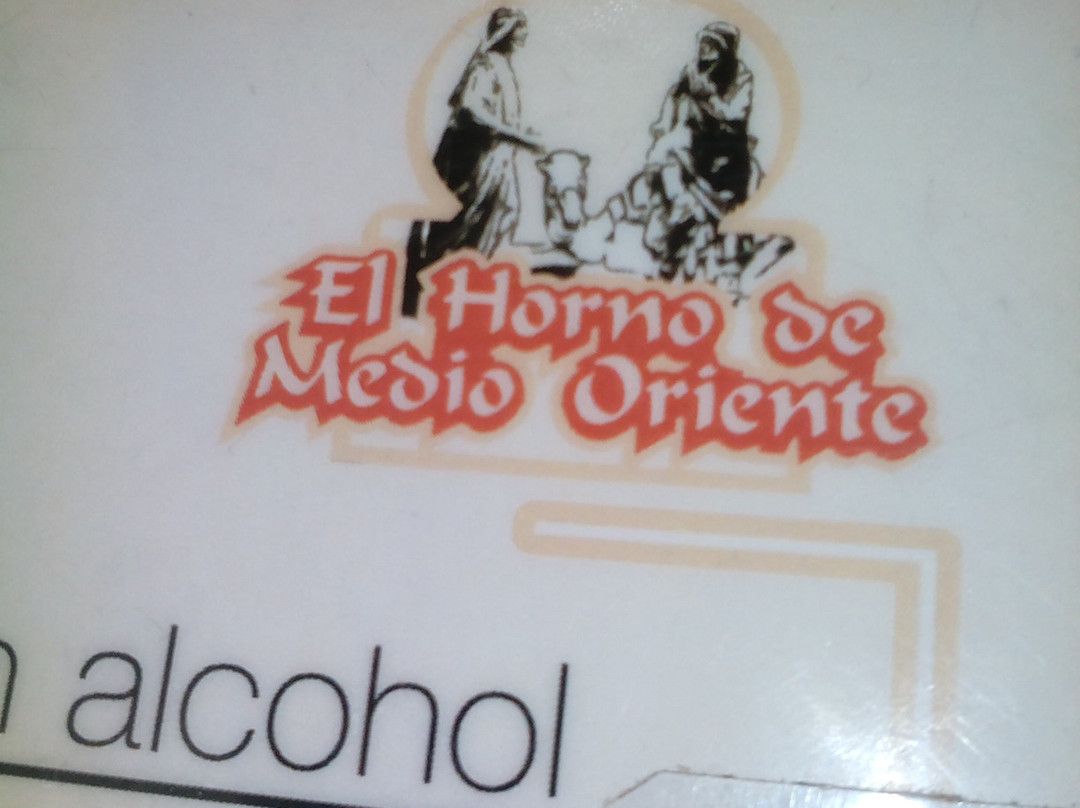 El Horno de
Medio Oriente
alcohol